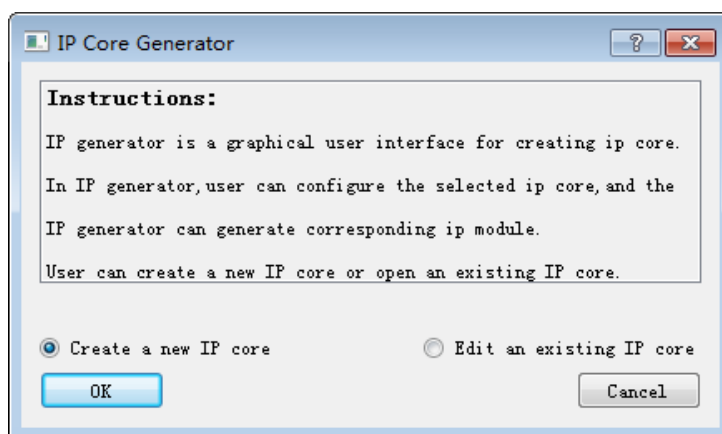 IP Core Generator
Instructions:
IP generator is a graphical user interface for creating ip core.
In IP generator,user can configure the selected ip core,and the
IP generator can generate corresponding ip module.
User can create a new IP core or open an existing IP core.
Create a new IP core
Edit an existing IP core
OK
Cancel